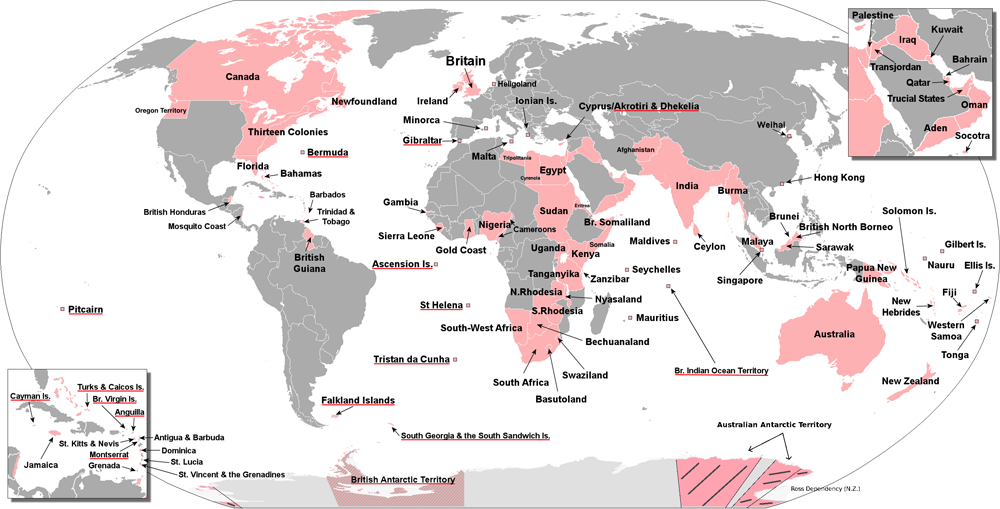 Palestine
Iraq
Kuwait
Transjordan
Bahrain
Qatar
Trucial States
Oman
Aden
Socotra
Canada
Newfoundland
Oregon Territory
Thirteen Colonies
Bermuda
Florida
Bahamas
British Honduras
Mosquito Coast
Barbados
Trinidad &
Tobago
British
Guiana
Pitcairn
Britain
Ireland
Heligoland
Ionian Is.
Minorca
Gibraltar
Malta
Cyprus/Akrotiri & Dhekelia
Tripolitania
Cyrencia
Egypt
Sudan
Eritrea
Gambia
Sierra Leone
Gold Coast
Nigeria
Cameroons
Br. Somaliland
Somalia
Uganda
Kenya
Tanganyika
Zanzibar
N.Rhodesia
Nyasaland
S.Rhodesia
South-West Africa
Bechuanaland
Swaziland
South Africa
Basutoland
Ascension Is.
St Helena
Tristan da Cunha
Falkland Islands
South Georgia & the South Sandwich Is.
Afghanistan
India
Burma
Weihai
Hong Kong
Maldives
Ceylon
Seychelles
Mauritius
Br. Indian Ocean Territory
Malaya
Singapore
Brunei
British North Borneo
Sarawak
Solomon Is.
Papua New
Guinea
Nauru
Gilbert Is.
Ellis Is.
Fiji
New
Hebrides
Western
Samoa
Tonga
Australia
New Zealand
Australian Antarctic Territory
Ross Dependency (N.Z.)
British Antarctic Territory
Turks & Caicos Is.
Cayman Is.
Br. Virgin Is.
Anguilla
St. Kitts & Nevis
Antigua & Barbuda
Montserrat
Dominica
Jamaica
St. Lucia
Grenada
St. Vincent & the Grenadines